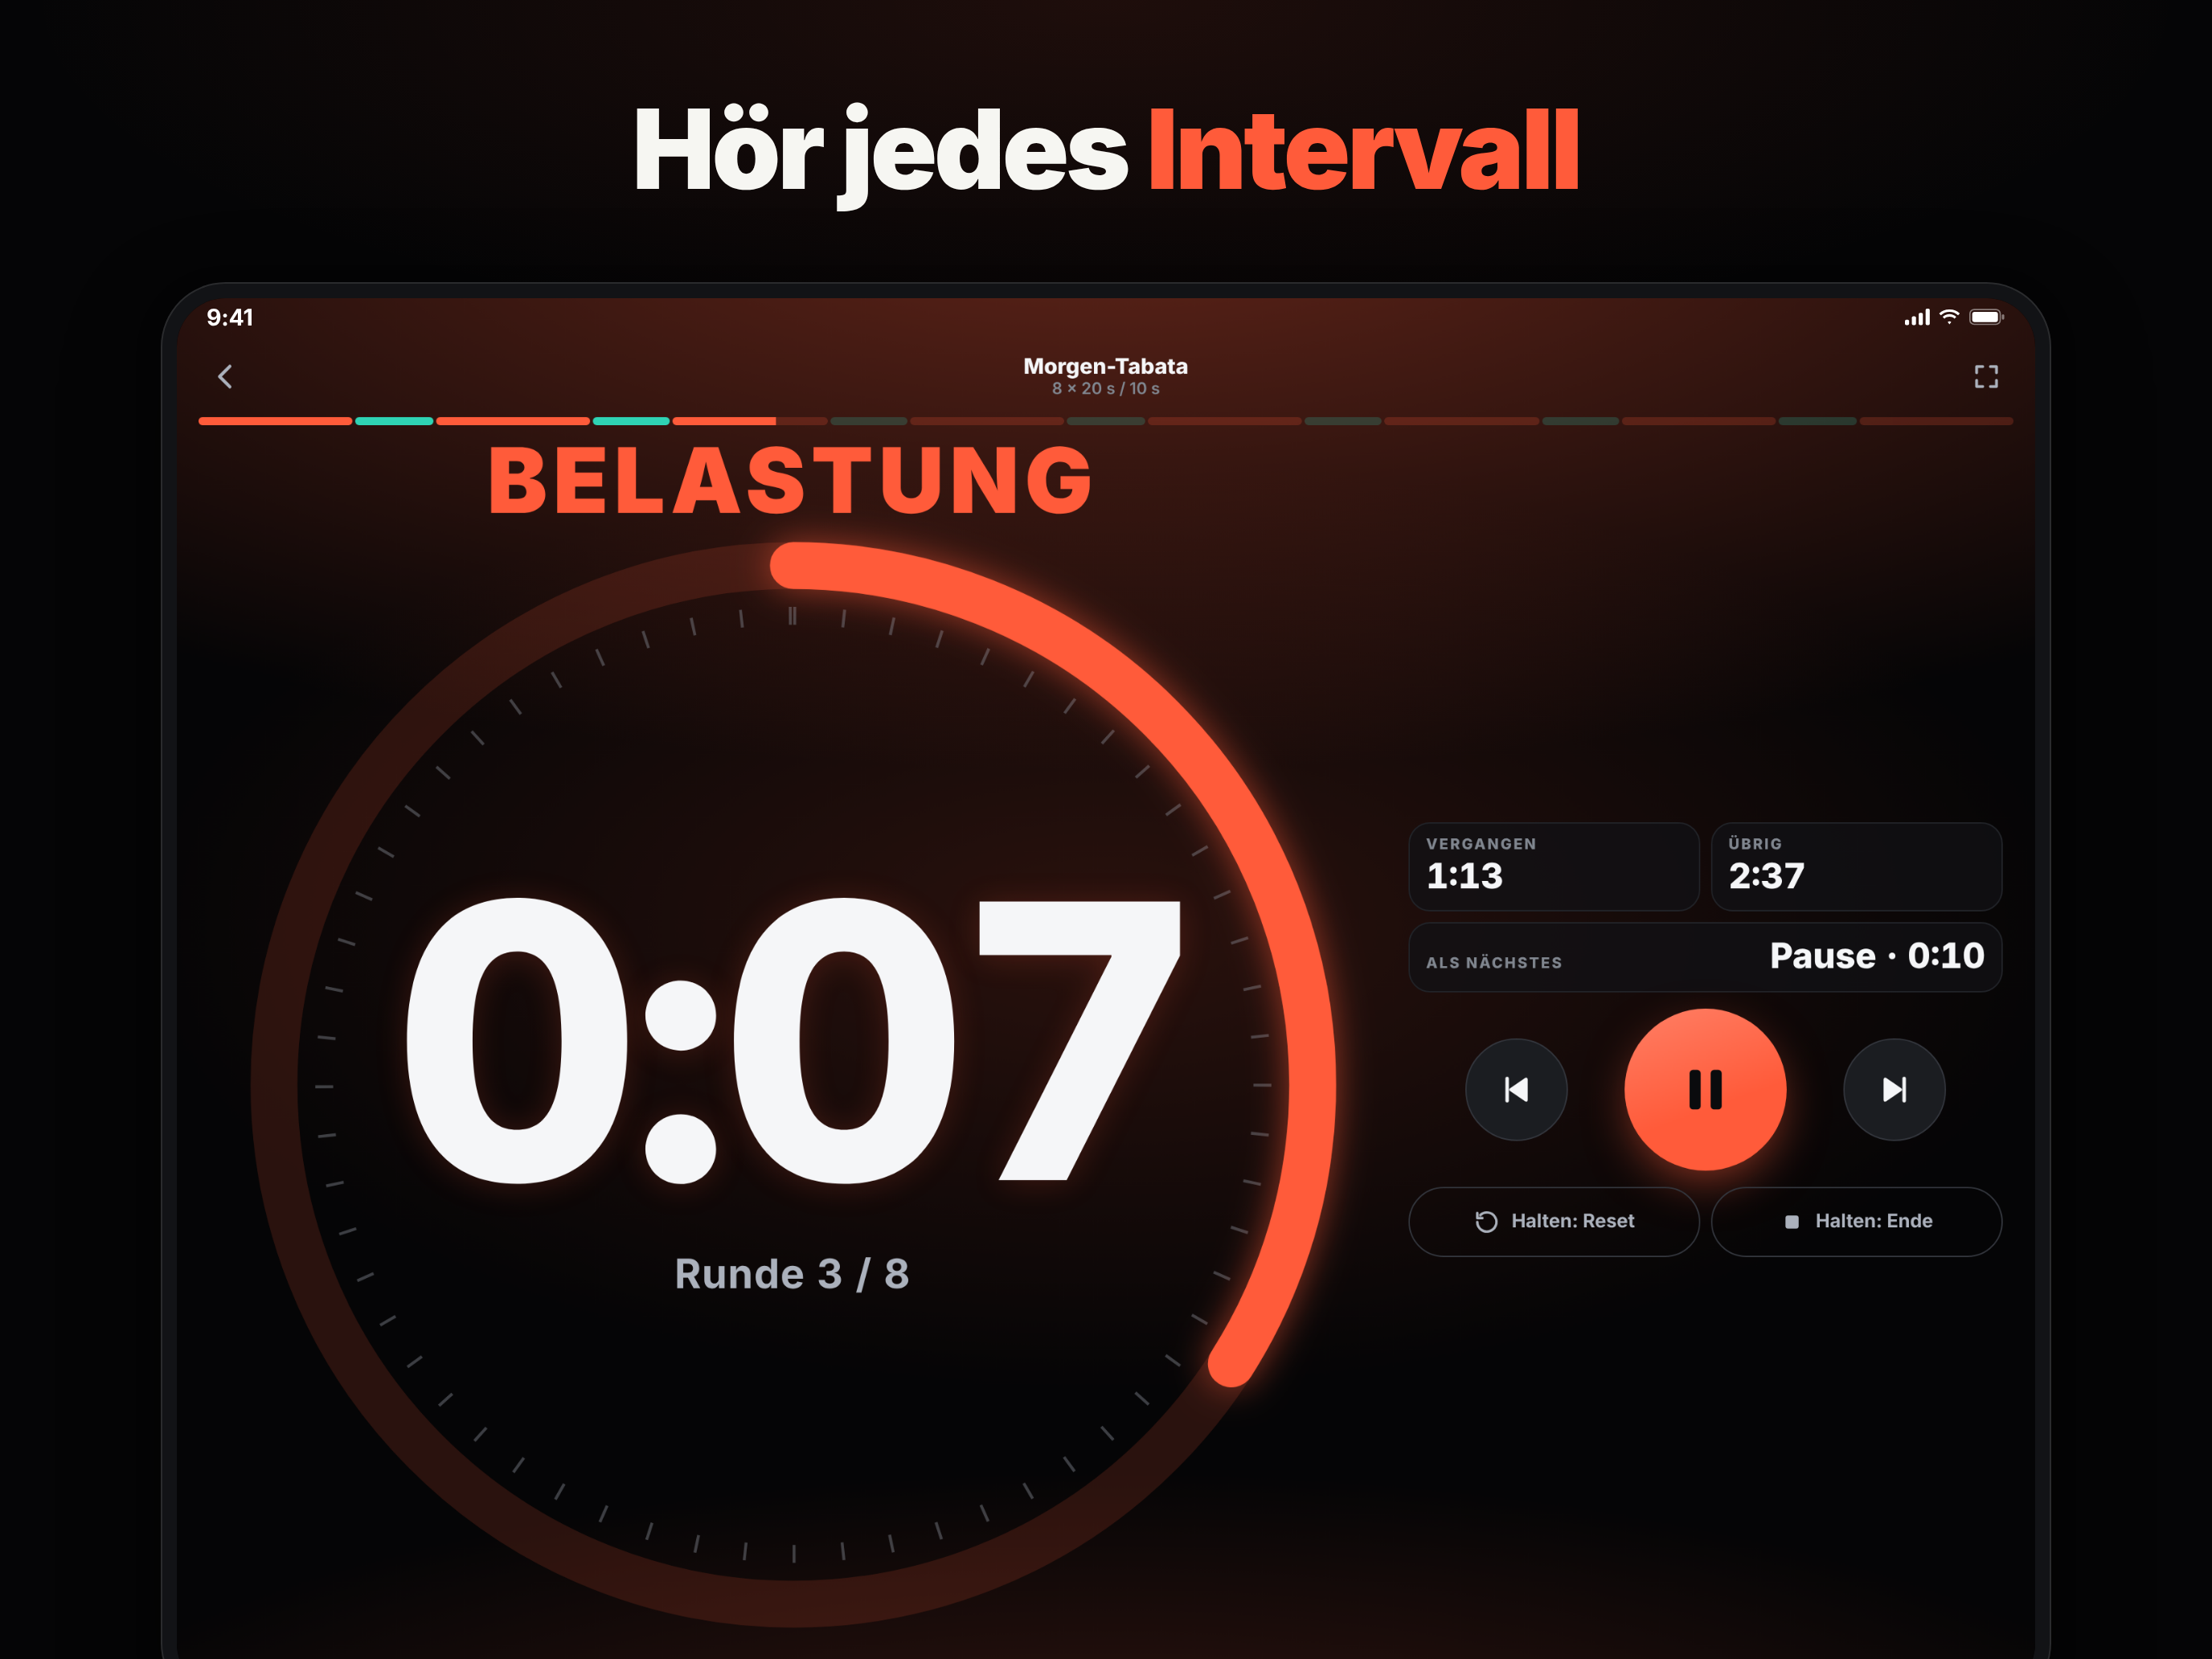 Hör jedes Intervall
9:41
Morgen-Tabata
8 × 20 s / 10 s
BELASTUNG
0:07
Runde 3 / 8
VERGANGEN
1:13
ÜBRIG
2:37
ALS NÄCHSTES
Pause · 0:10
Halten: Reset
Halten: Ende